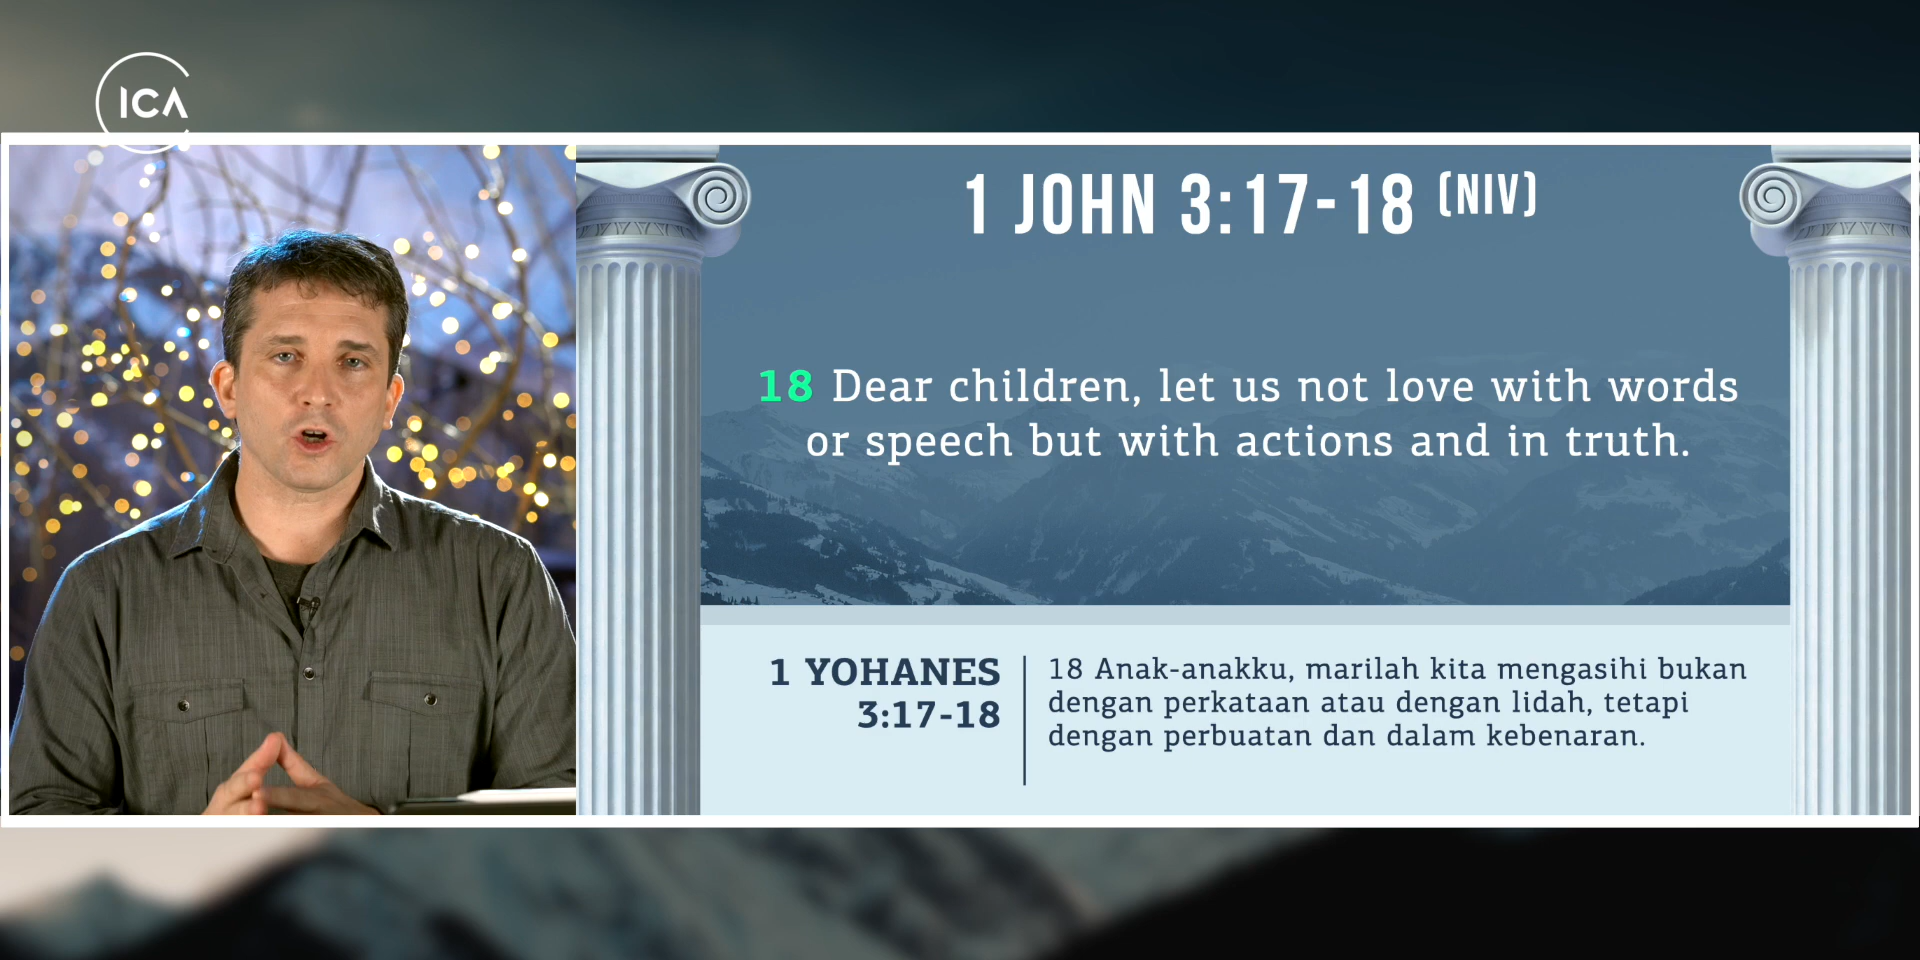 ICA
1 JOHN 3:17-18 (NIV)
18 Dear children, let us not love with words
or speech but with actions and in truth.
1 YOHANES
3:17-18
18 Anak-anakku, marilah kita mengasihi bukan
dengan perkataan atau dengan lidah, tetapi
dengan perbuatan dan dalam kebenaran.